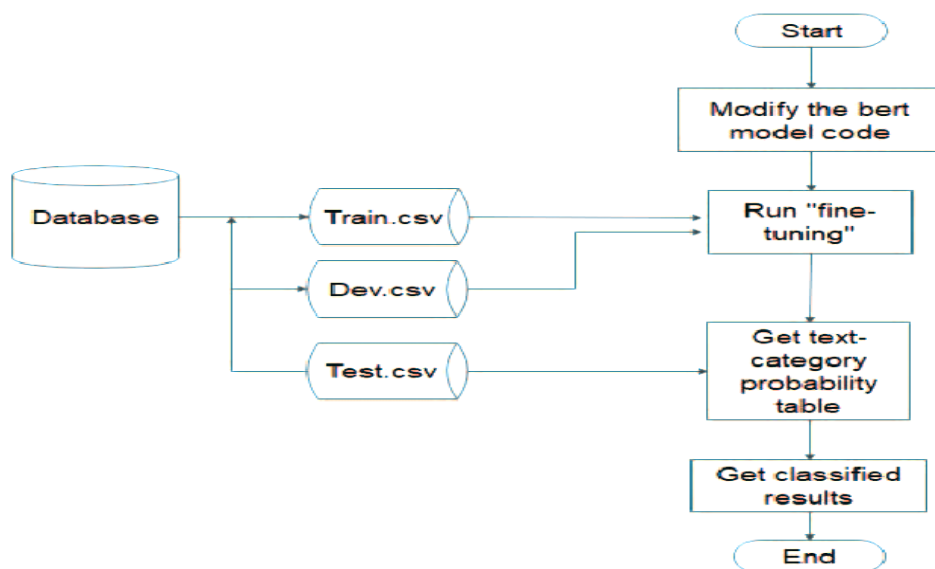 Start
Modify the bert
model code
Database
Train.csv
Run "fine-
tuning"
Dev.csv
Test.csv
Get text-
category
probability
table
Get classified
results
End